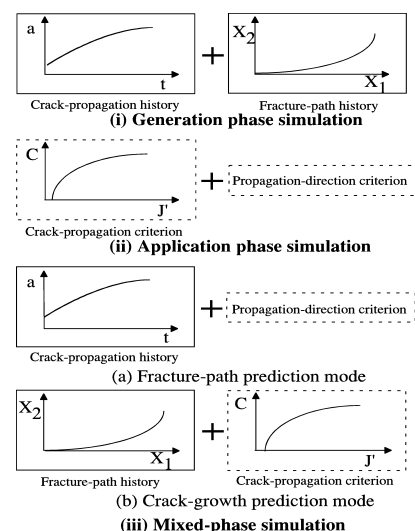 a
t
Crack-propagation history
+
X2
X1
Fracture-path history
(i) Generation phase simulation
C
J'
Crack-propagation criterion
+
Propagation-direction criterion
(ii) Application phase simulation
a
t
Crack-propagation history
+
Propagation-direction criterion
(a) Fracture-path prediction mode
X2
X1
Fracture-path history
+
C
J'
Crack-propagation criterion
(b) Crack-growth prediction mode
(iii) Mixed-phase simulation